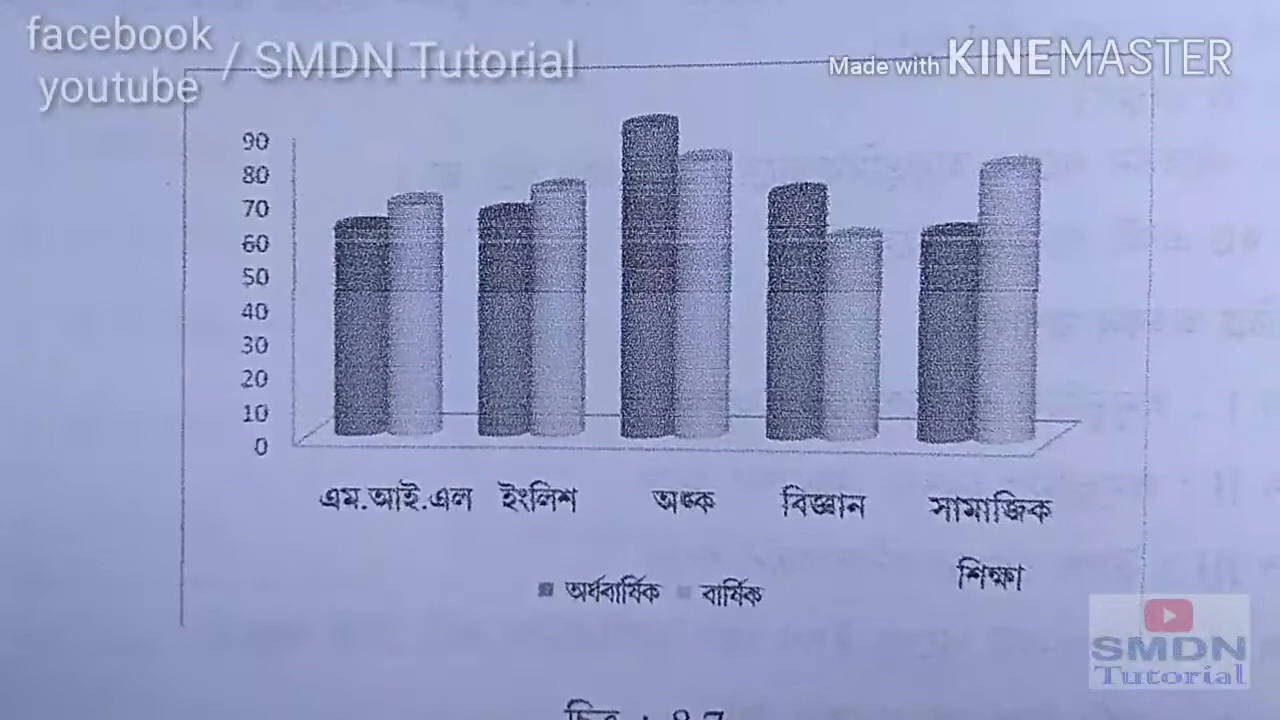 facebook
youtube / SMDN Tutorial
Made with KINEMASTER
90
80
70
60
50
40
30
20
10
0
এম.আই.এল ইংলিশ অঙ্ক বিজ্ঞান সামাজিক
শিক্ষা
অর্ধবার্ষিক বার্ষিক
SMDN
Tutorial